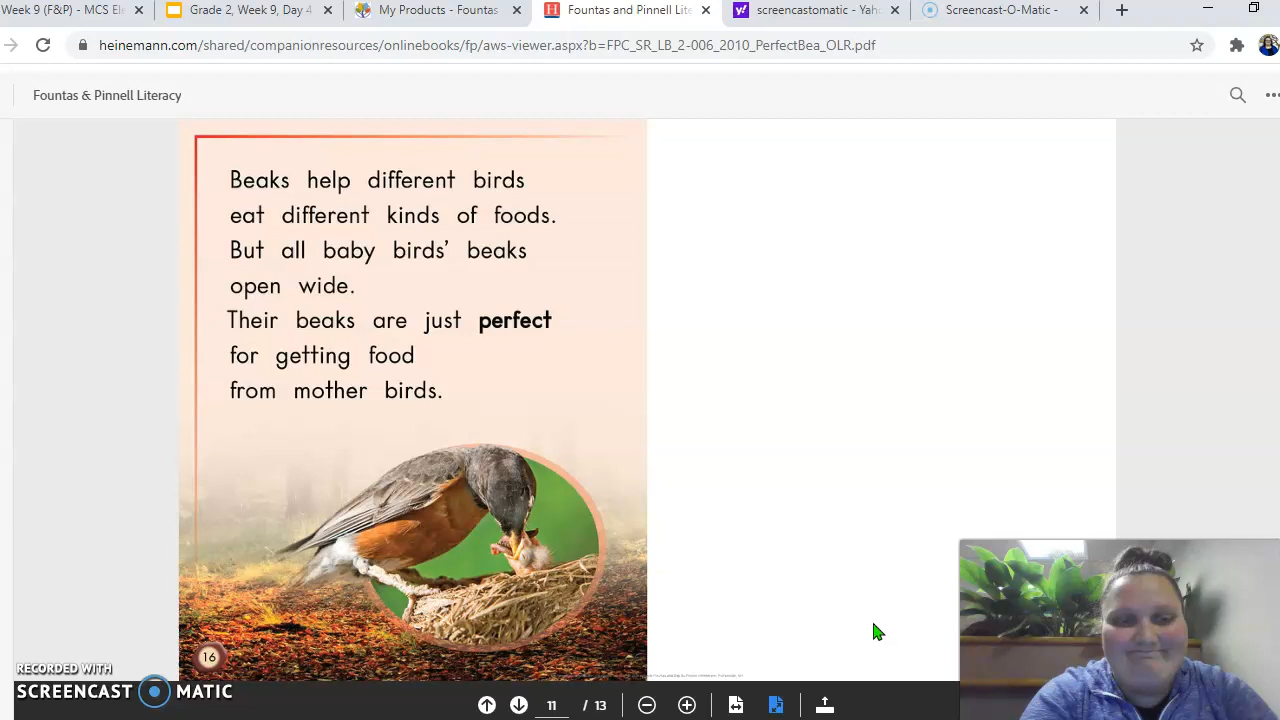 Week 9 (F&P) - MCS El
Grade 2, Week 9, Day 4
My Products - Fountas
Fountas and Pinnell Lite
screencastomatic - Yah
Screencast-O-Matic -
heinemann.com/shared/companionresources/onlinebooks/fp/aws-viewer.aspx?b=FPC_SR_LB_2-006_2010_PerfectBea_OLR.pdf
Fountas & Pinnell Literacy
Beaks help different birds
eat different kinds of foods.
But all baby birds' beaks
open wide.
Their beaks are just perfect
for getting food
from mother birds.
16
RECORDED WITH
SCREENCAST MATIC
11 / 13